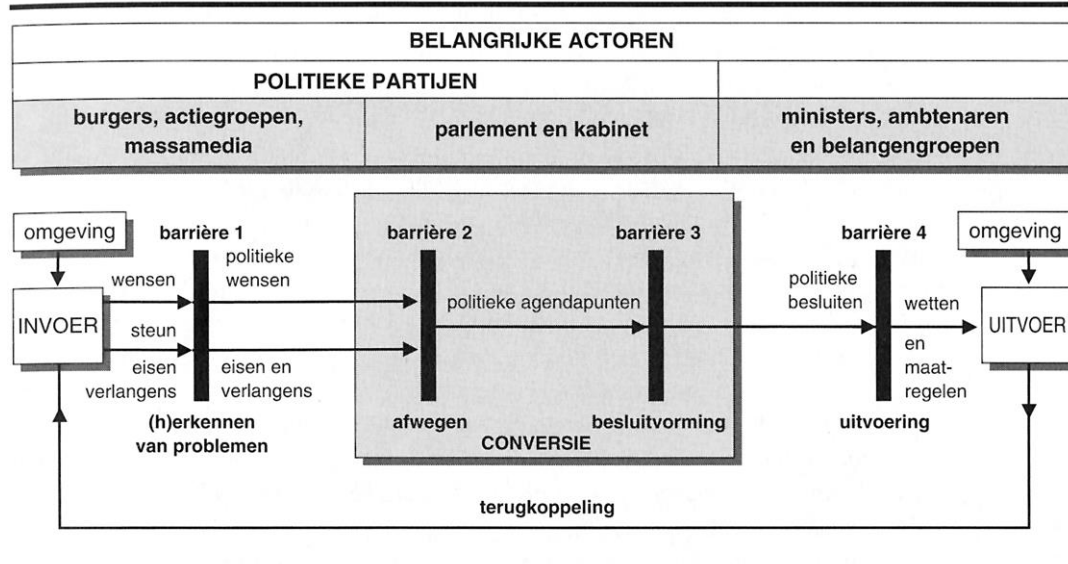 BELANGRIJKE ACTOREN
POLITIEKE PARTIJEN
burgers, actiegroepen,
massamedia
parlement en kabinet
ministers, ambtenaren
en belangengroepen
omgeving
INVOER
wensen
steun
eisen
verlangens
barrière 1
politieke
wensen
eisen en
verlangens
(h)erkennen
van problemen
barrière 2
politieke agendapunten
afwegen
barrière 3
besluitvorming
CONVERSIE
politieke
besluiten
barrière 4
uitvoering
wetten
en
maat-
regelen
omgeving
UITVOER
terugkoppeling